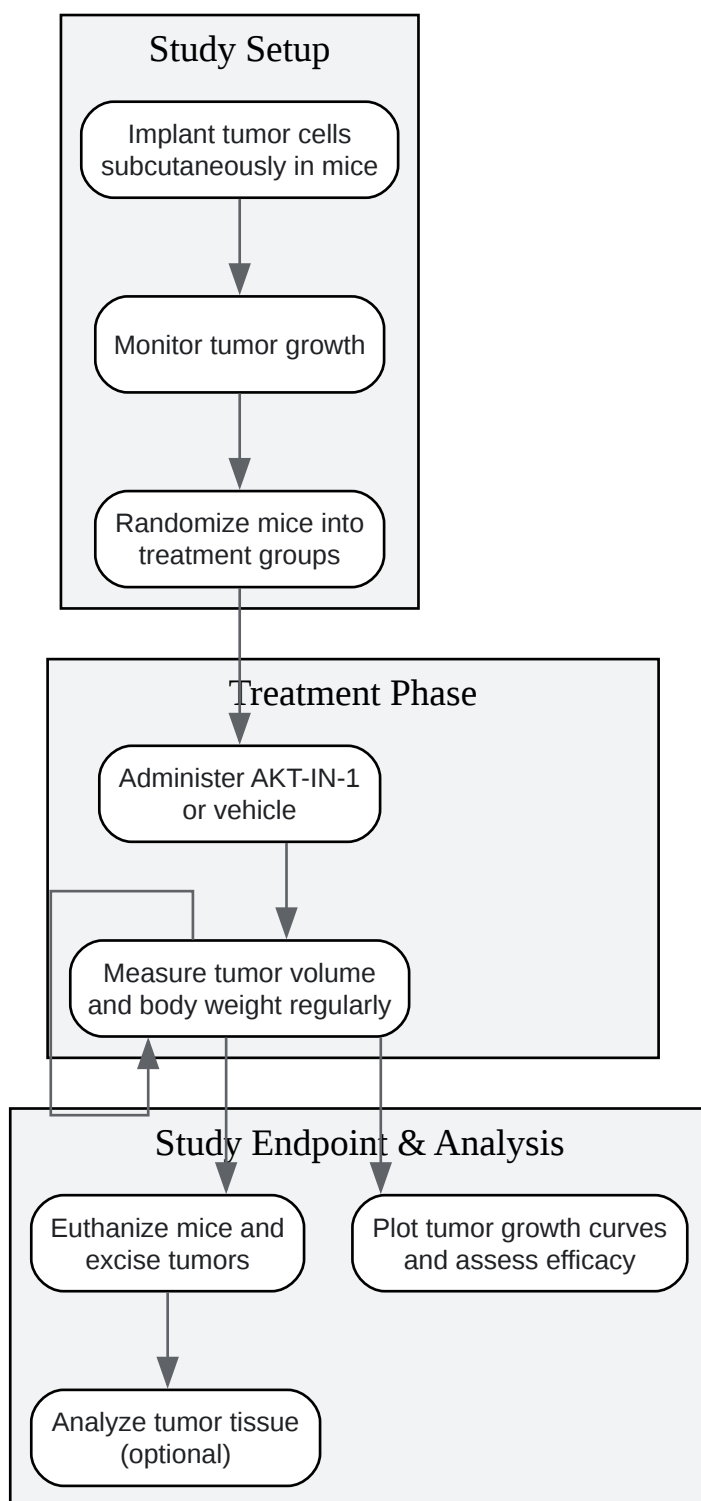 Study Setup
Implant tumor cells
subcutaneously in mice
Monitor tumor growth
Randomize mice into
treatment groups
Treatment Phase
Administer AKT-IN-1
or vehicle
Measure tumor volume
and body weight regularly
Study Endpoint & Analysis
Euthanize mice and
excise tumors
Plot tumor growth curves
and assess efficacy
Analyze tumor tissue
(optional)